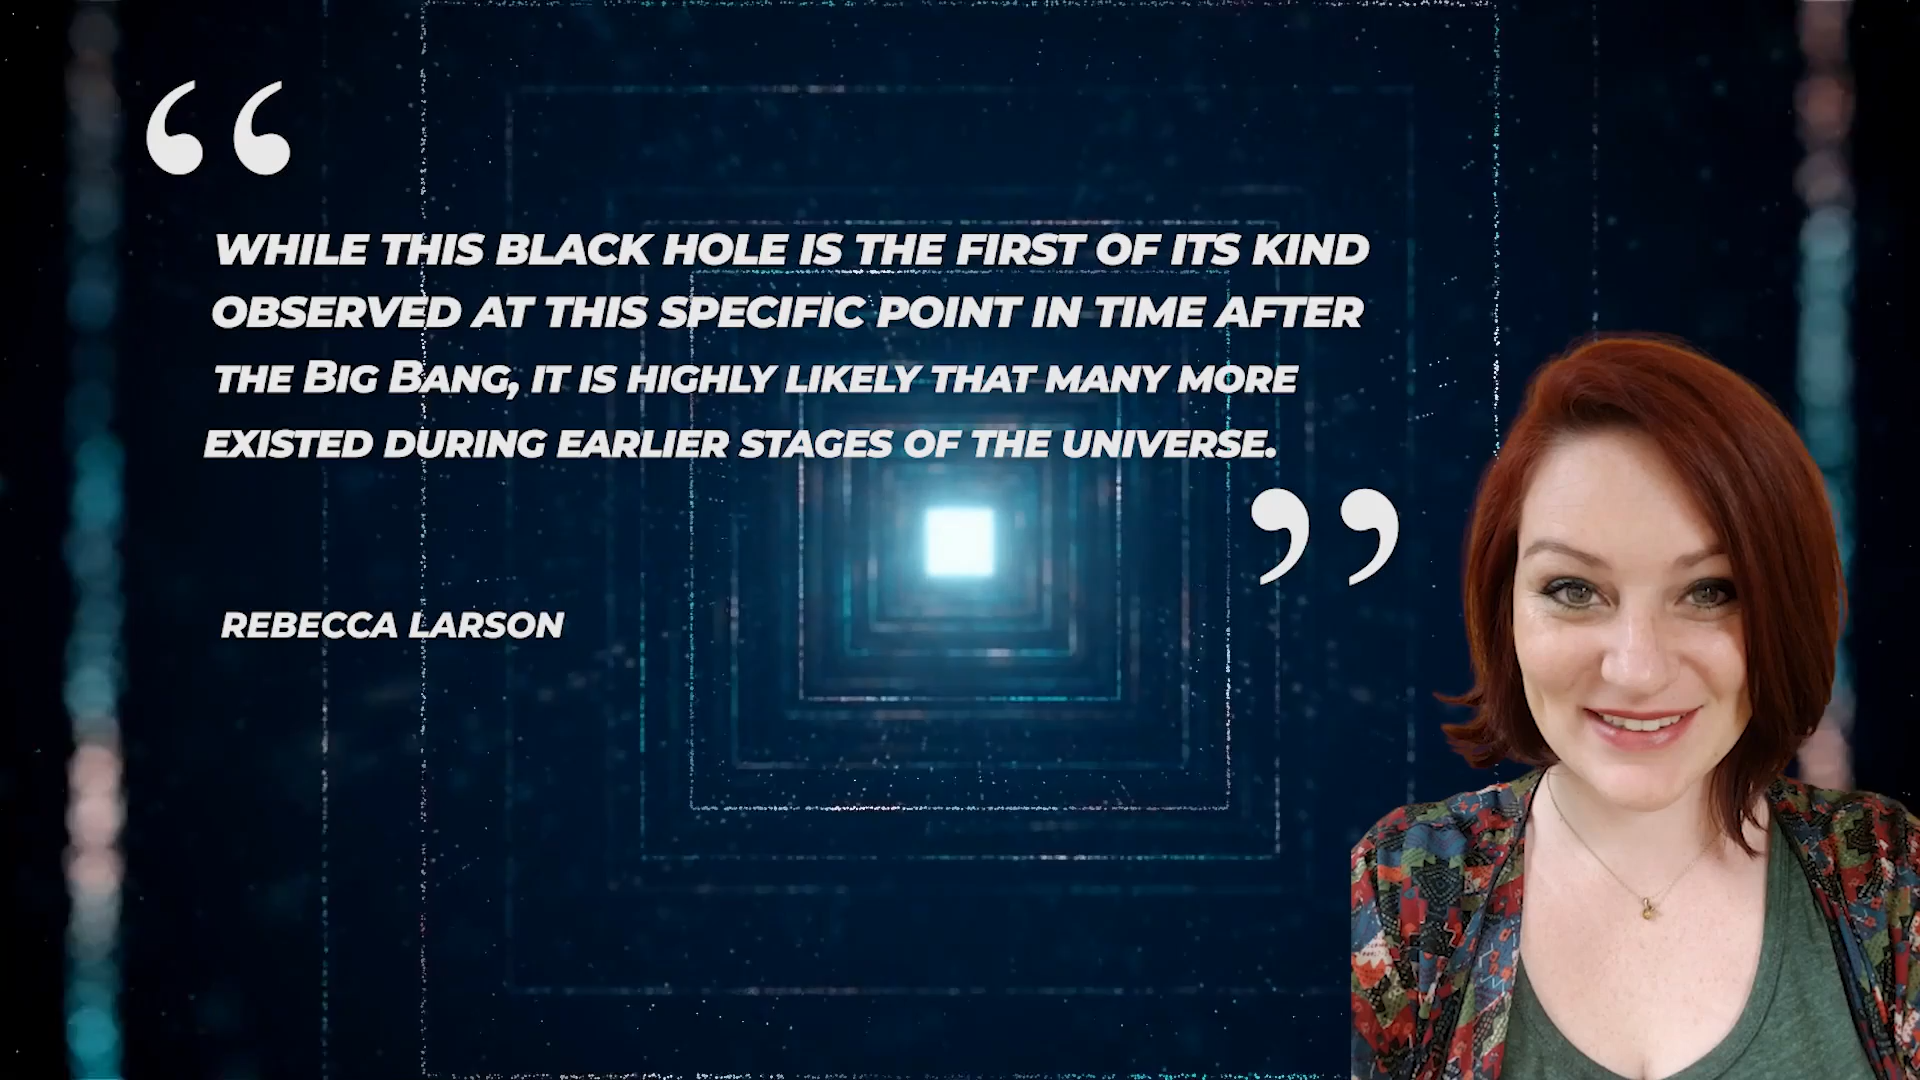 “
WHILE THIS BLACK HOLE IS THE FIRST OF ITS KIND
OBSERVED AT THIS SPECIFIC POINT IN TIME AFTER
THE BIG BANG, IT IS HIGHLY LIKELY THAT MANY MORE
EXISTED DURING EARLIER STAGES OF THE UNIVERSE.
”
REBECCA LARSON